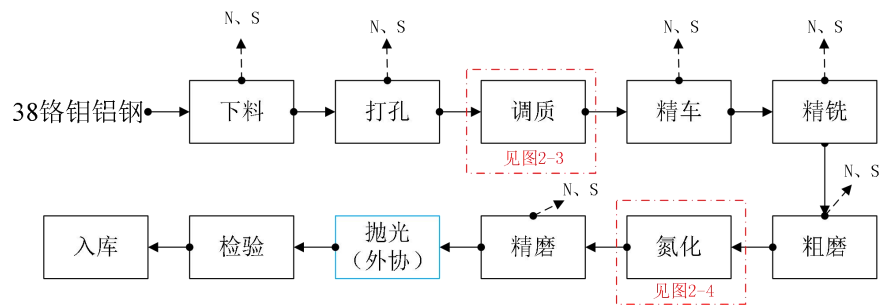 N、S
N、S
N、S
N、S
38铬钼铝钢
下料
打孔
调质
精车
精铣
见图2-3
N、S
N、S
入库
检验
抛光
（外协）
精磨
氮化
粗磨
见图2-4